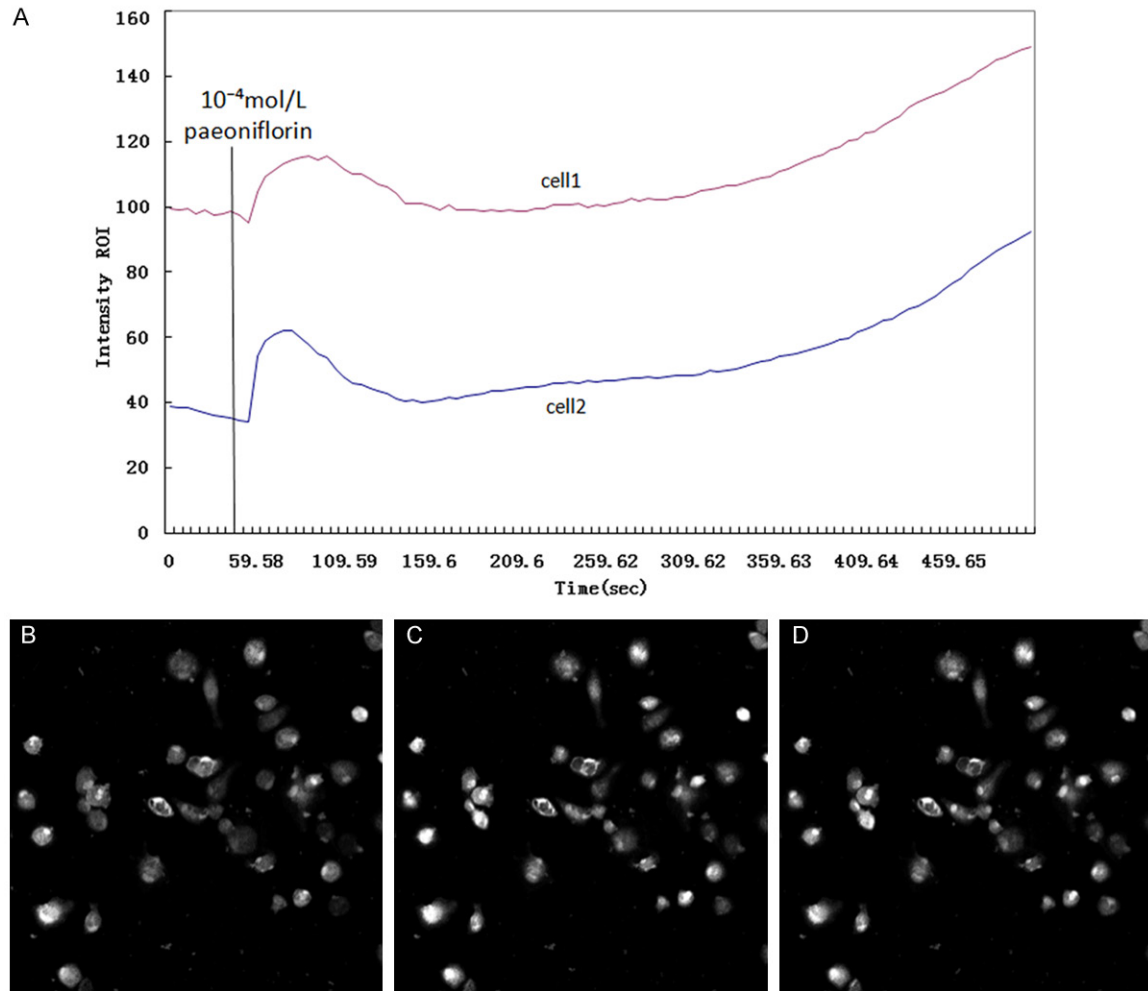 A
160
140
120
100
80
60
40
20
0
Intensity ROI
10⁻⁴mol/L
paeoniflorin
cell1
cell2
0 59.58 109.59 159.6 209.6 259.62 309.62 359.63 409.64 459.65
Time(sec)
B C D